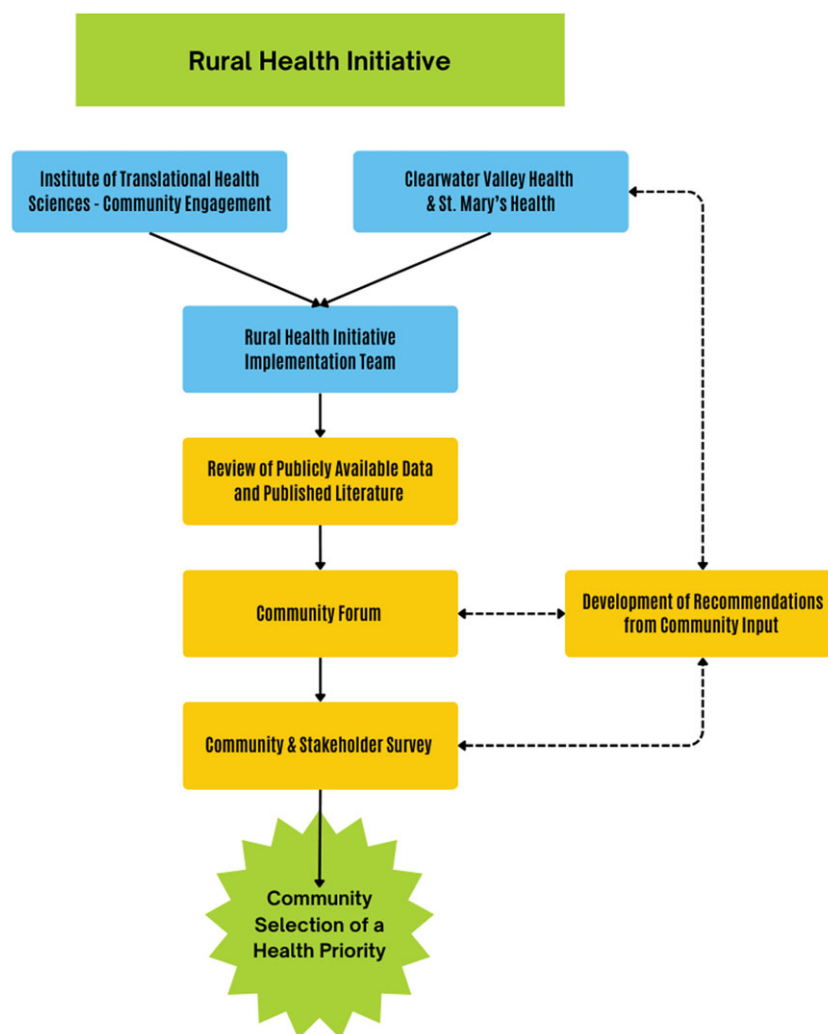 Rural Health Initiative
Institute of Translational Health
Sciences - Community Engagement
Clearwater Valley Health
& St. Mary's Health
Rural Health Initiative
Implementation Team
Review of Publicly Available Data
and Published Literature
Community Forum
Development of Recommendations
from Community Input
Community & Stakeholder Survey
Community
Selection of a
Health Priority